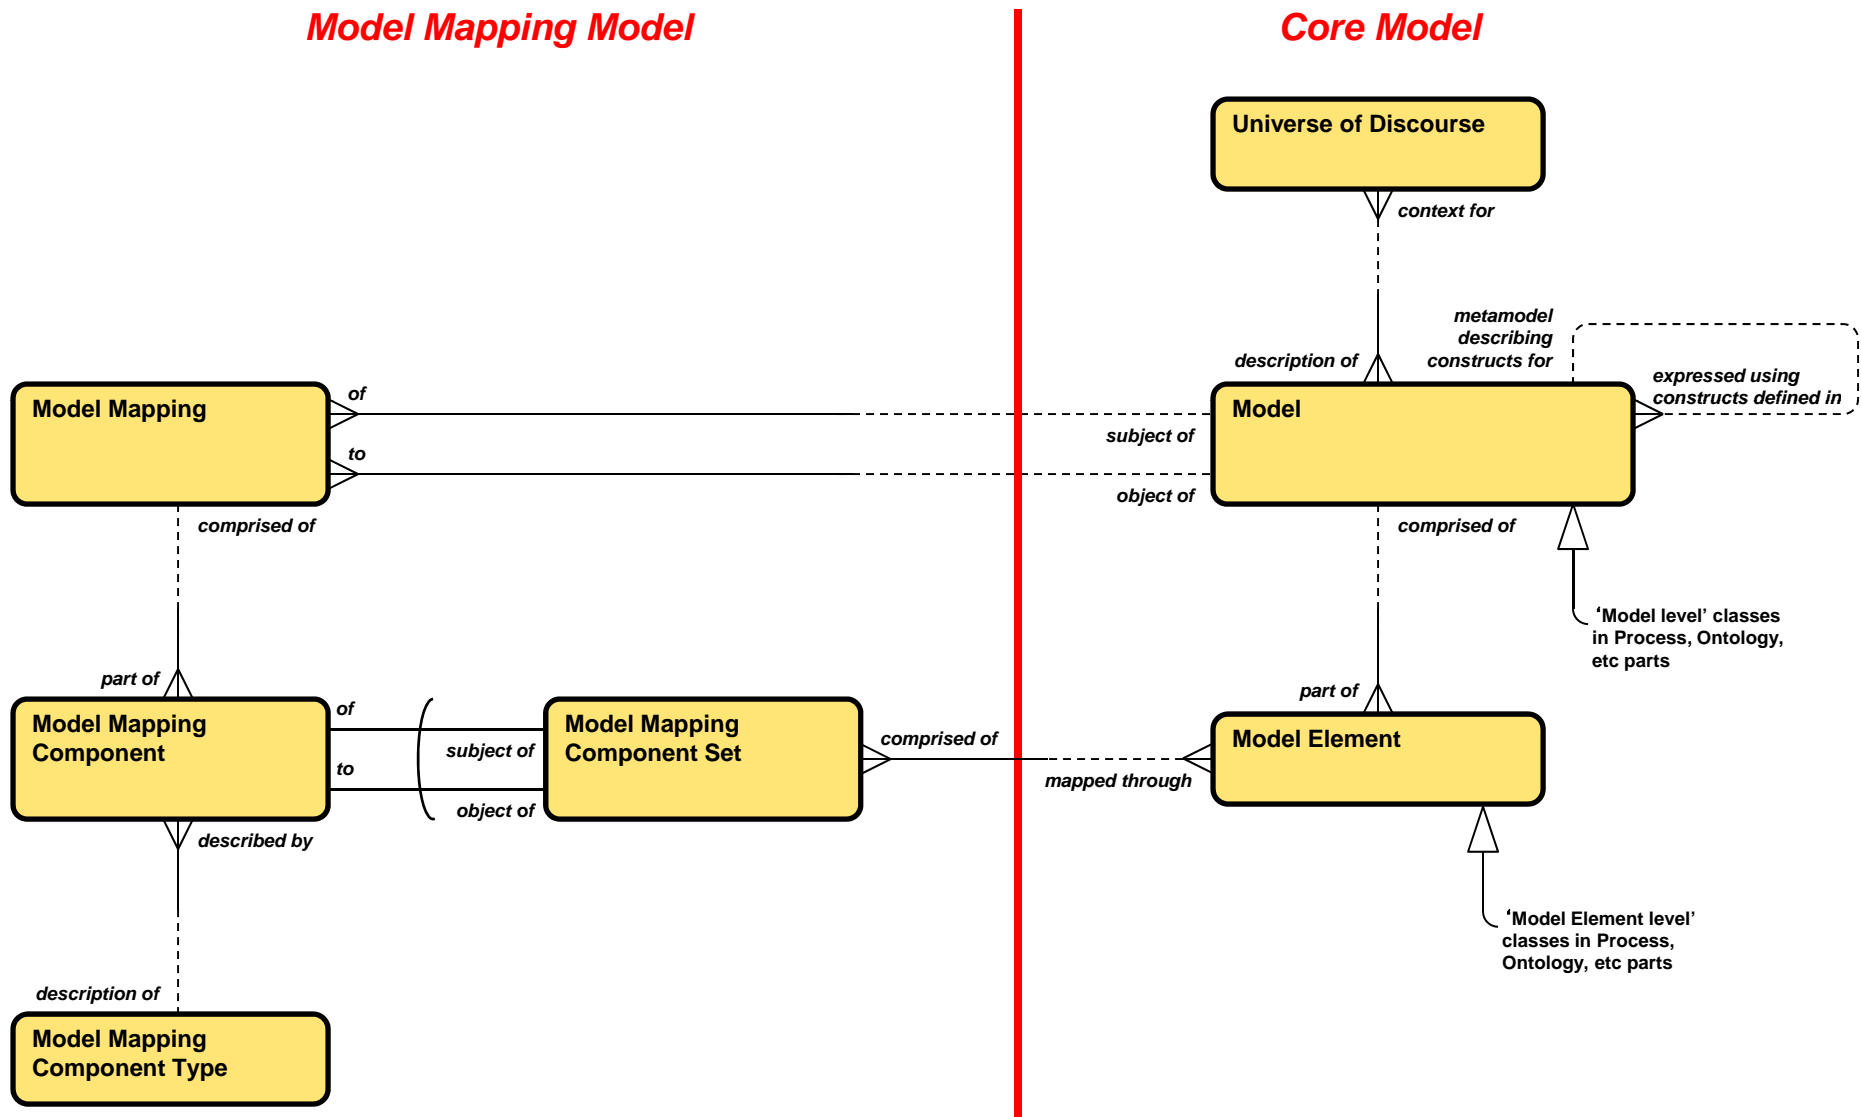 Model Mapping Model
Core Model
Universe of Discourse
context for
metamodel
describing
constructs for
description of
expressed using
constructs defined in
Model Mapping
of
to
Model
subject of
object of
comprised of
comprised of
‘Model level’ classes
in Process, Ontology,
etc parts
part of
part of
Model Mapping
Component
of
to
subject of
object of
Model Mapping
Component Set
comprised of
mapped through
Model Element
described by
‘Model Element level’
classes in Process,
Ontology, etc parts
description of
Model Mapping
Component Type